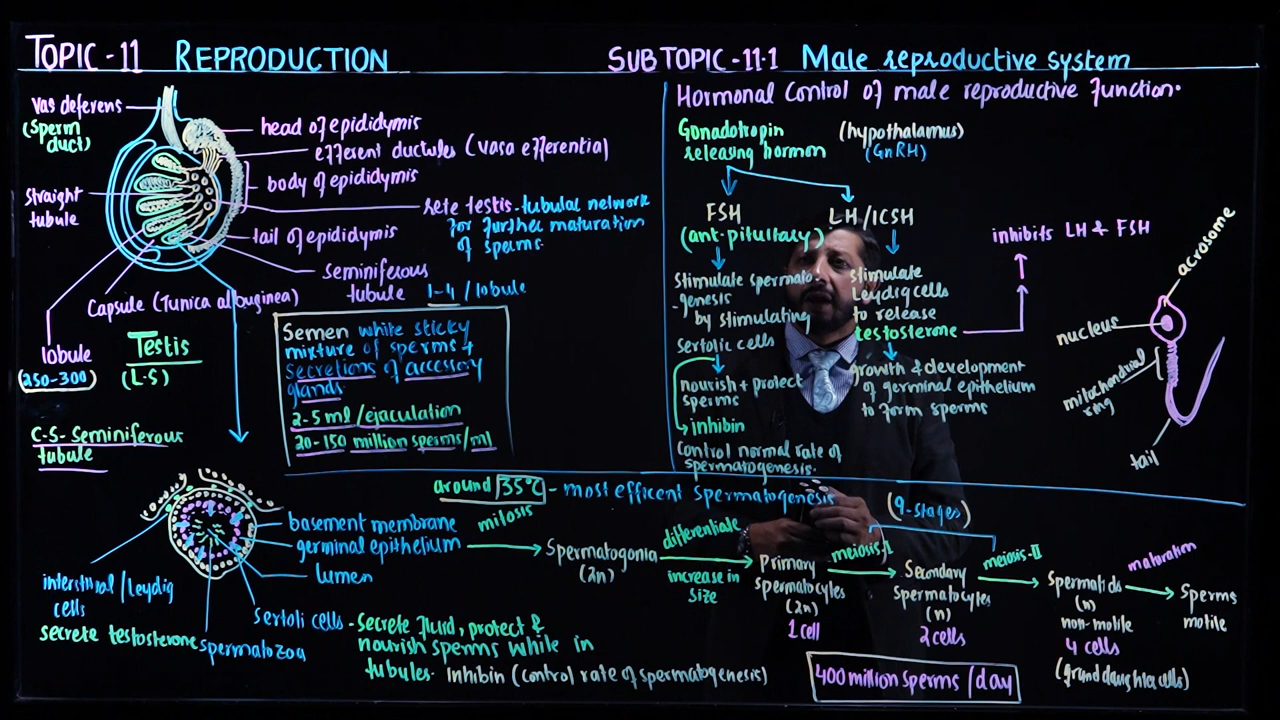 TOPIC-11 REPRODUCTION
SUBTOPIC-11.1 Male reproductive system
vas deferens
(sperm
duct)
head of epididymis
efferent ductules (vasa efferential)
body of epididymis
straight
tubule
rete testis-tubular network
for further maturation
of sperms.
tail of epididymis
seminiferous
tubule 1-4/lobule
Capsule (Tunica albuginea)
lobule
(250-300)
Testis
(L.S)
Semen white sticky
mixture of sperms +
secretions of accessory
glands.
2-5 ml/ejaculation
20-150 million sperms/ml
C.S-Seminiferous
tubule
Hormonal Control of male reproductive function.
Gonadotropin
releasing hormon
(hypothalamus)
(GnRH)
FSH
(ant-pitultary)
LH/ICSH
Stimulate spermato
-genesis
by stimulating
sertolic cells
nourish + protect
sperms
inhibin
Control normal rate of
spermatogenesis.
stimulate
Leydig cells
to release
testosterone
growth & development
of germinal epithelium
to form sperms
inhibits LH & FSH
acrosome
nucleus
mitochondrial
ring
tail
around 35°C - most efficent spermatogenesis
basement membrane
germinal epithelium
lumen
interstitial/Leydig
cells
secrete testosterone
spermatozoa
sertoli cells - secrete fluid, protect &
nourish sperms while in
tubules. Inhibin (control rate of spermatogenesis)
mitosis
Spermatogonia
(2n)
differentiate
increase in
size
Primary
spermatocytes
(2n)
1 cell
meiosis-I
(9-stages)
Secondary
spermatocytes
(n)
2 cells
meiosis-II
Spermatids
(n)
non-motile
4 cells
(grund daughter cells)
maturation
Sperms
motile
400 million sperms/day